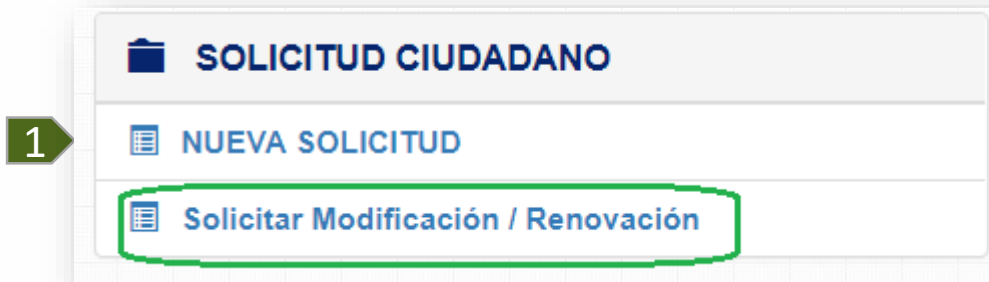 SOLICITUD CIUDADANO
1
NUEVA SOLICITUD
Solicitar Modificación / Renovación